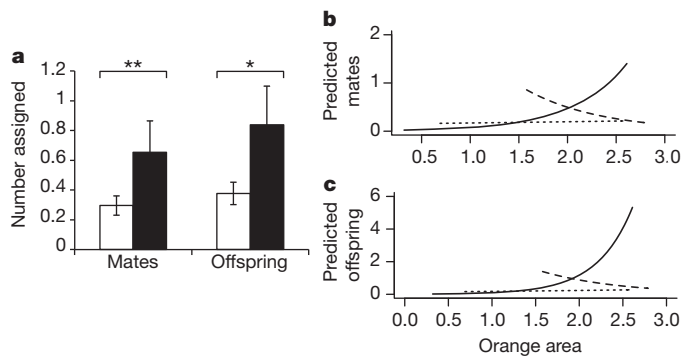 a
Number assigned
1.2
1.0
0.8
0.6
0.4
0.2
0
**
*
Mates
Offspring
b
Predicted
mates
2
1
0
0.5 1.0 1.5 2.0 2.5 3.0
c
Predicted
offspring
6
4
2
0
0.0 0.5 1.0 1.5 2.0 2.5 3.0
Orange area